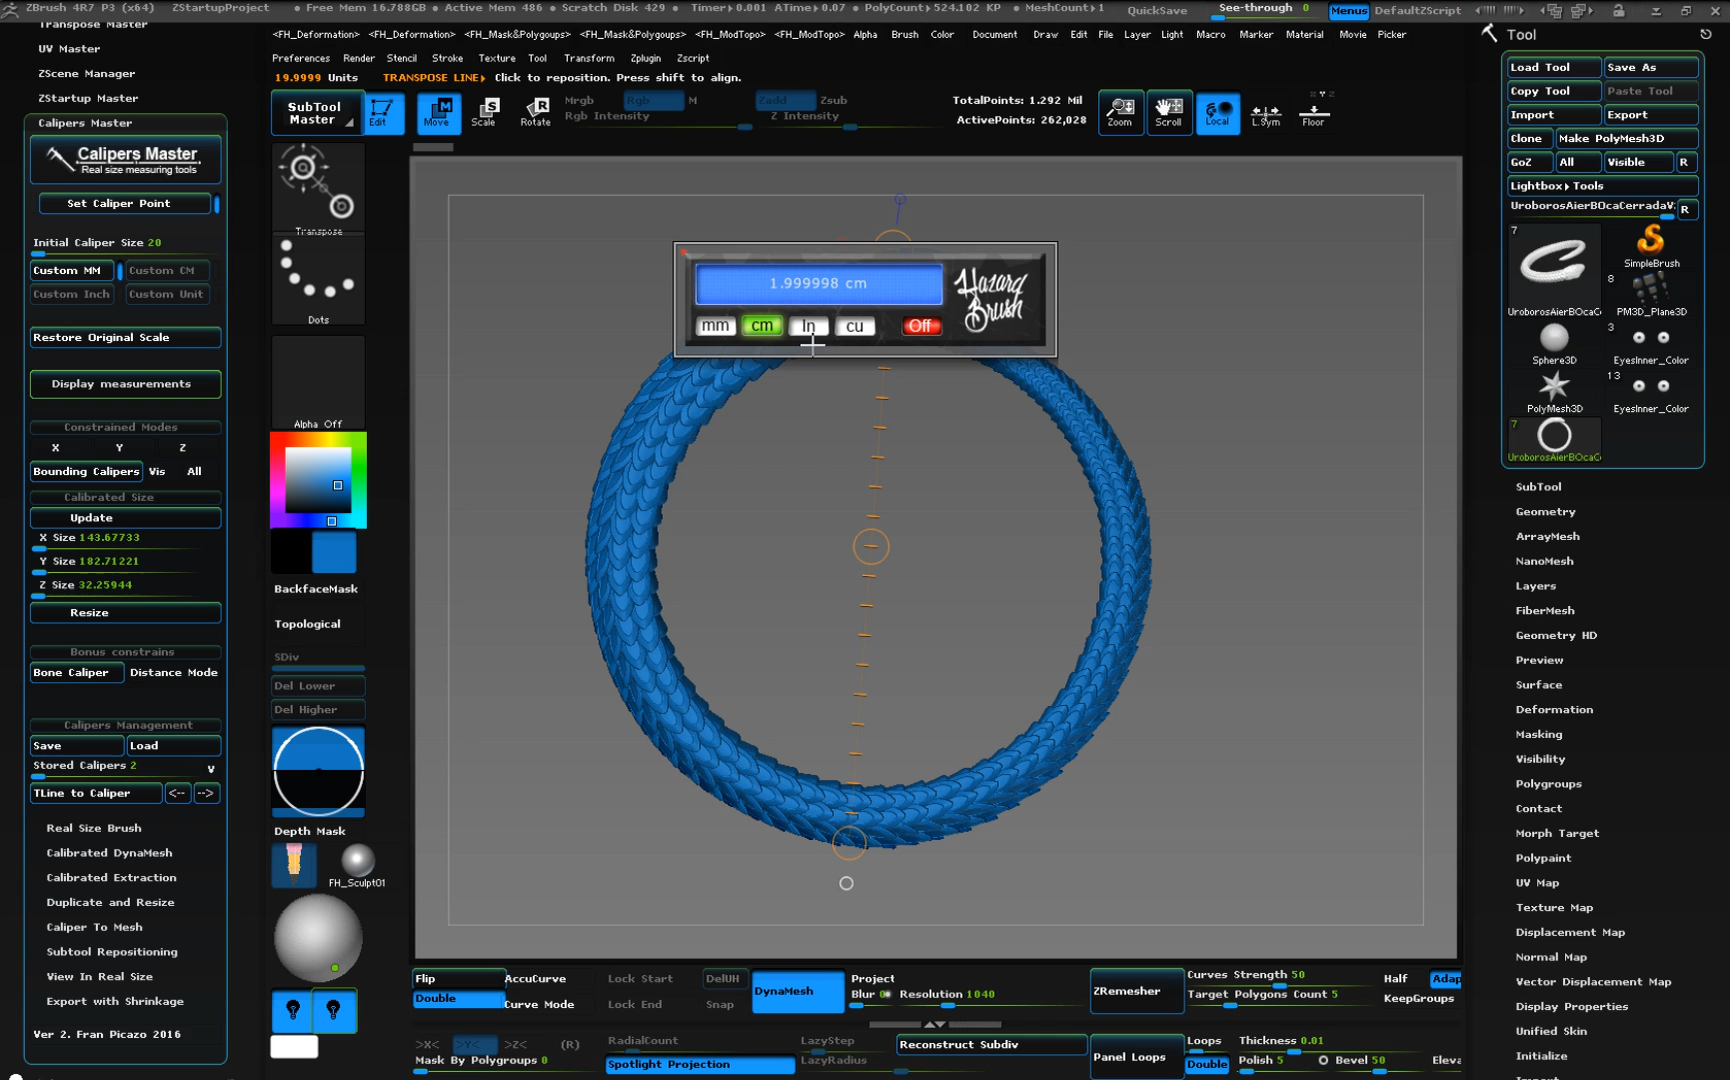 ZBrush 4R7 P3 (x64) ZStartupProject • Free Mem 16.788GB • Active Mem 486 • Scratch Disk 429 • Timer▸0.001 ATime▸0.07 • PolyCount▸524.102 KP • MeshCount▸1 QuickSave See-through 0 Menus DefaultZScript
Transpose Master
UV Master
ZScene Manager
ZStartup Master
Calipers Master
Calipers Master
Real size measuring tools
Set Caliper Point
Initial Caliper Size 20
Custom MM Custom CM
Custom Inch Custom Unit
Restore Original Scale
Display measurements
Constrained Modes
X Y Z
Bounding Calipers Vis All
Calibrated Size
Update
X Size 143.67733
Y Size 182.71221
Z Size 32.25944
Resize
Bonus constrains
Bone Caliper Distance Mode
Calipers Management
Save Load
Stored Calipers 2 V
TLine to Caliper <-- -->
Real Size Brush
Calibrated DynaMesh
Calibrated Extraction
Duplicate and Resize
Caliper To Mesh
Subtool Repositioning
View In Real Size
Export with Shrinkage
Ver 2. Fran Picazo 2016
<FH_Deformation> <FH_Deformation> <FH_Mask&Polygroups> <FH_Mask&Polygroups> <FH_ModTopo> <FH_ModTopo> Alpha Brush Color Document Draw Edit File Layer Light Macro Marker Material Movie Picker
Preferences Render Stencil Stroke Texture Tool Transform Zplugin Zscript
19.9999 Units TRANSPOSE LINE▸ Click to reposition. Press shift to align.
SubTool
Master
Edit
M
Move
S
Scale
R
Rotate
Mrgb Rgb M
Rgb Intensity
Zadd Zsub
Z Intensity
TotalPoints: 1.292 Mil
ActivePoints: 262,028
Zoom
Scroll
Local
L.Sym
X Y Z
Floor
Transpose
Dots
Alpha Off
BackfaceMask
Topological
SDiv
Del Lower
Del Higher
Depth Mask
FH_Sculpt01
1.999998 cm
mm cm In cu Off
Hazard
Brush
Flip
Double
AccuCurve
Curve Mode
Lock Start
Lock End
DelUH
Snap
DynaMesh
Project
Blur 0 Resolution 1040
ZRemesher
Curves Strength 50
Target Polygons Count 5
Half Adap
KeepGroups
>X< >Y< >Z< (R)
Mask By Polygroups 0
RadialCount
Spotlight Projection
LazyStep
LazyRadius
Reconstruct Subdiv
Panel Loops
Loops Thickness 0.01
Double Polish 5 Bevel 50 Eleva
Tool
Load Tool Save As
Copy Tool Paste Tool
Import Export
Clone Make PolyMesh3D
GoZ All Visible R
Lightbox▸Tools
UroborosAierBOcaCerradaV: R
7
UroborosAierBOcaC
SimpleBrush
8
PM3D_Plane3D
Sphere3D
3
EyesInner_Color
PolyMesh3D
13
EyesInner_Color
7
UroborosAierBOcaC
SubTool
Geometry
ArrayMesh
NanoMesh
Layers
FiberMesh
Geometry HD
Preview
Surface
Deformation
Masking
Visibility
Polygroups
Contact
Morph Target
Polypaint
UV Map
Texture Map
Displacement Map
Normal Map
Vector Displacement Map
Display Properties
Unified Skin
Initialize
Import